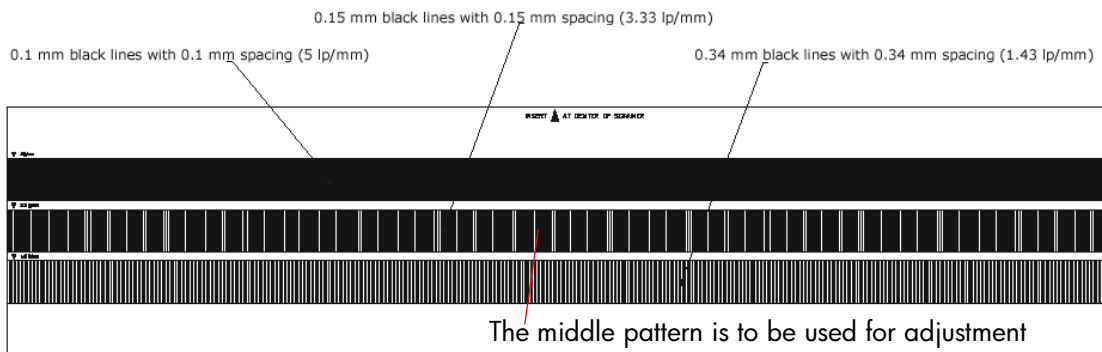 0.15 mm black lines with 0.15 mm spacing (3.33 lp/mm)
0.1 mm black lines with 0.1 mm spacing (5 lp/mm)
0.34 mm black lines with 0.34 mm spacing (1.43 lp/mm)
INSERT AT CENTER OF SCANNER
The middle pattern is to be used for adjustment